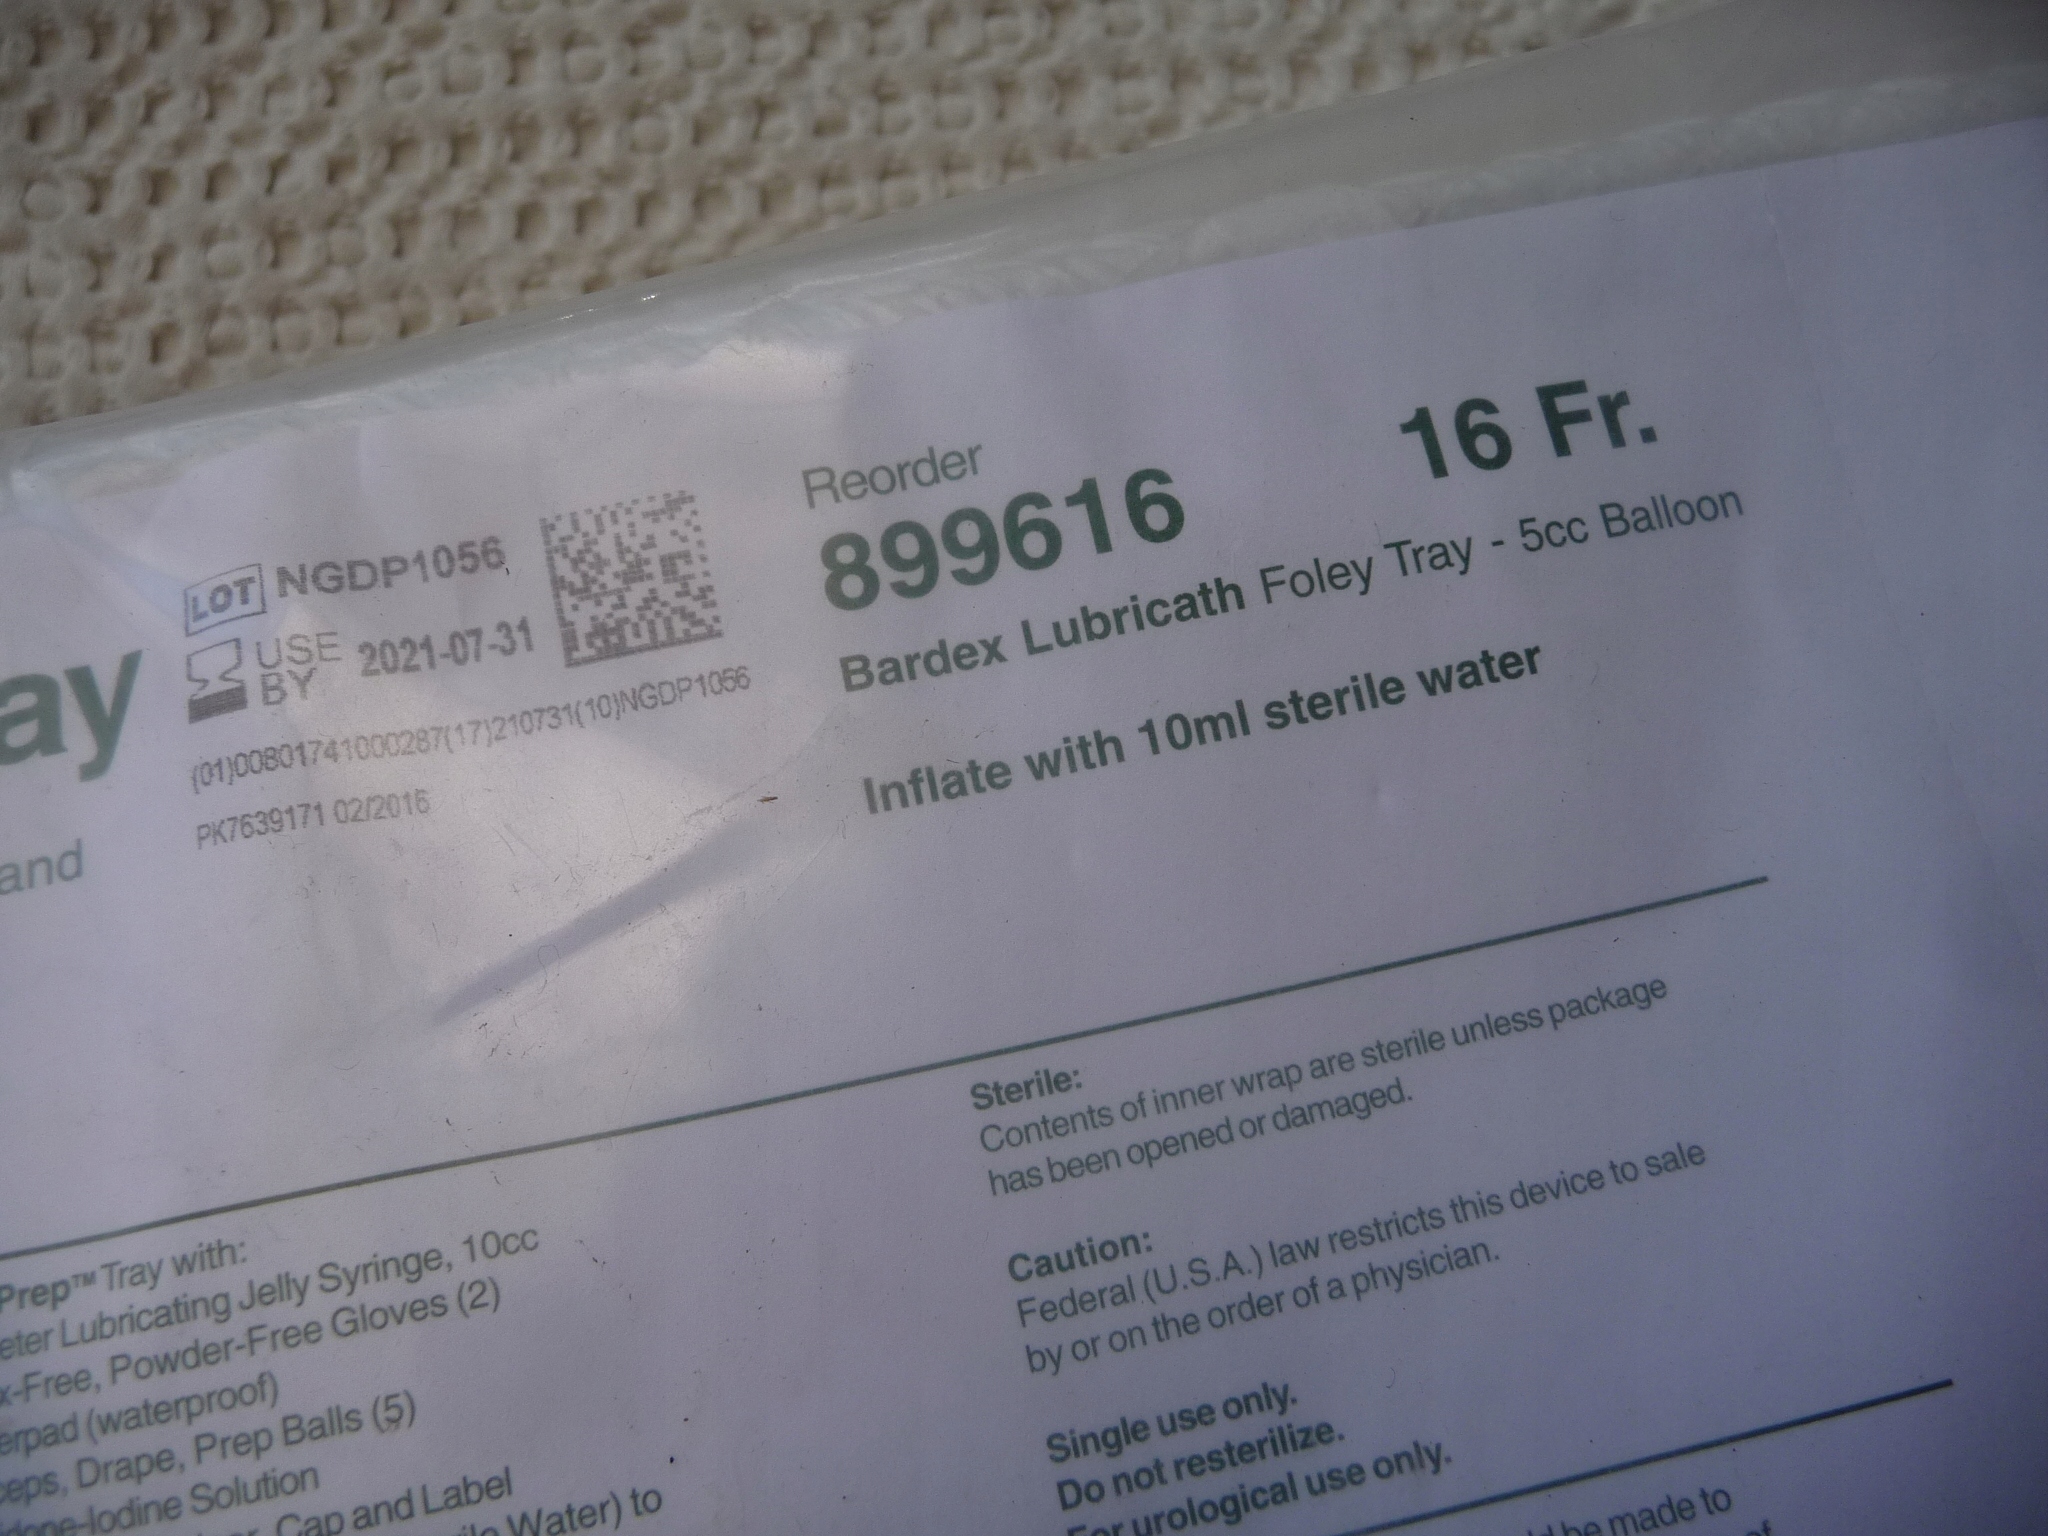 ay
and
LOT NGDP1056
USE BY 2021-07-31
(01)00801741000287(17)210731(10)NGDP1056
PK7639171 02/2016
Reorder
899616
16 Fr.
Bardex Lubricath Foley Tray - 5cc Balloon
Inflate with 10ml sterile water
Prep™ Tray with:
eter Lubricating Jelly Syringe, 10cc
x-Free, Powder-Free Gloves (2)
erpad (waterproof)
ceps, Drape, Prep Balls (5)
idone-Iodine Solution
Cap and Label
Water) to
Sterile:
Contents of inner wrap are sterile unless package
has been opened or damaged.
Caution:
Federal (U.S.A.) law restricts this device to sale
by or on the order of a physician.
Single use only.
Do not resterilize.
For urological use only.
be made to